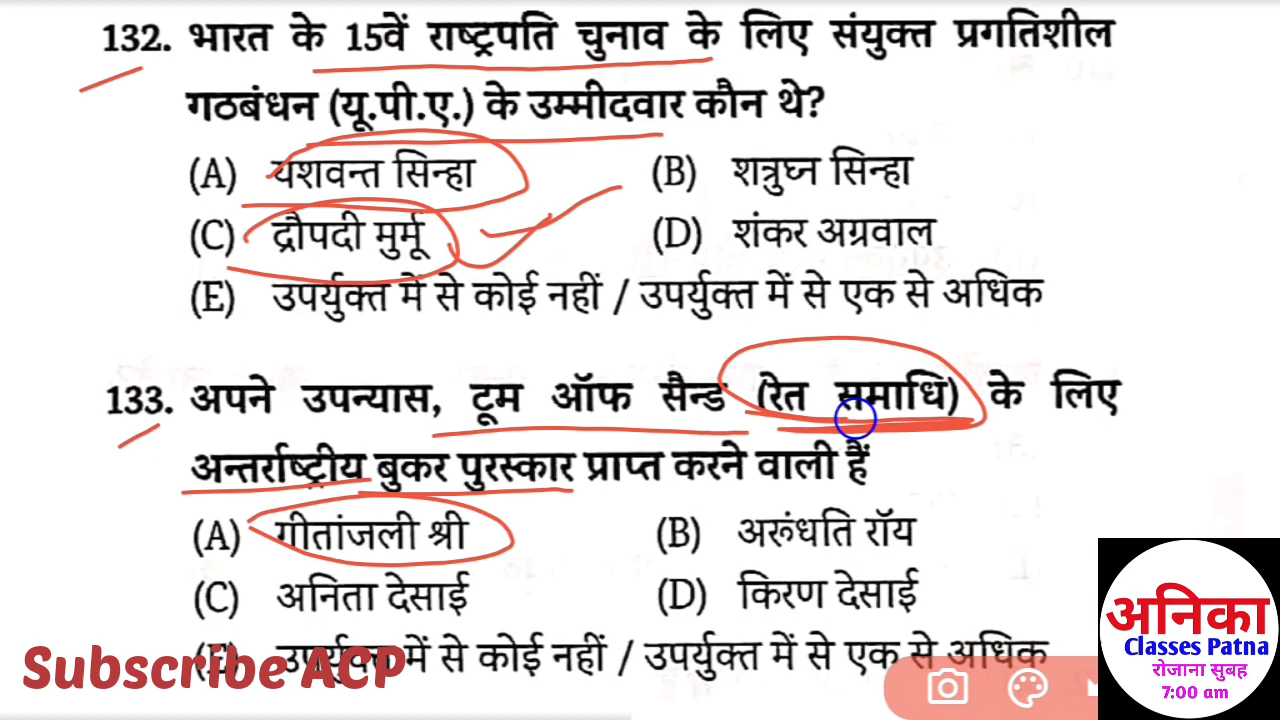 132. भारत के 15वें राष्ट्रपति चुनाव के लिए संयुक्त प्रगतिशील
गठबंधन (यू.पी.ए.) के उम्मीदवार कौन थे?
(A) यशवन्त सिन्हा (B) शत्रुघ्न सिन्हा
(C) द्रौपदी मुर्मू (D) शंकर अग्रवाल
(E) उपर्युक्त में से कोई नहीं / उपर्युक्त में से एक से अधिक
133. अपने उपन्यास, टूम ऑफ सैन्ड (रेत समाधि) के लिए
अन्तर्राष्ट्रीय बुकर पुरस्कार प्राप्त करने वाली हैं
(A) गीतांजली श्री (B) अरूंधति रॉय
(C) अनिता देसाई (D) किरण देसाई
(E) उपर्युक्त में से कोई नहीं / उपर्युक्त में से एक से अधिक
Subscribe ACP
अनिका
Classes Patna
रोजाना सुबह
7:00 am